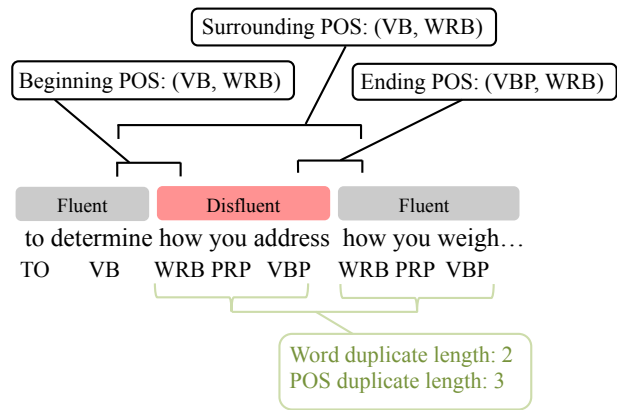 Surrounding POS: (VB, WRB)
Beginning POS: (VB, WRB)
Ending POS: (VBP, WRB)
Fluent
Disfluent
Fluent
to determine how you address how you weigh…
TO VB WRB PRP VBP WRB PRP VBP
Word duplicate length: 2
POS duplicate length: 3